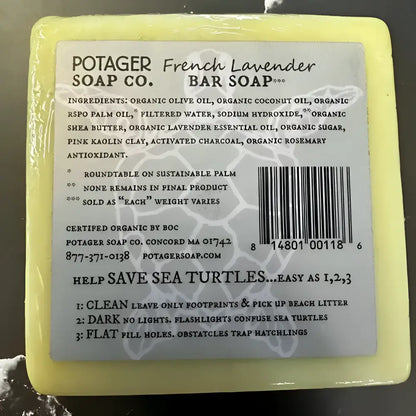 POTAGER French Lavender
SOAP CO. BAR SOAP***
INGREDIENTS: ORGANIC OLIVE OIL, ORGANIC COCONUT OIL, ORGANIC
RSPO PALM OIL,* FILTERED WATER, SODIUM HYDROXIDE,**ORGANIC
SHEA BUTTER, ORGANIC LAVENDER ESSENTIAL OIL, ORGANIC SUGAR,
PINK KAOLIN CLAY, ACTIVATED CHARCOAL, ORGANIC ROSEMARY
ANTIOXIDANT.
* ROUNDTABLE ON SUSTAINABLE PALM
** NONE REMAINS IN FINAL PRODUCT
*** SOLD AS "EACH" WEIGHT VARIES
CERTIFED ORGANIC BY BOC
POTAGER SOAP CO. CONCORD MA 01742
877-371-0138 POTAGERSOAP.COM
8 14801 00118 6
HELP SAVE SEA TURTLES...EASY AS 1,2,3
1: CLEAN LEAVE ONLY FOOTPRINTS & PICK UP BEACH LITTER
2: DARK NO LIGHTS. FLASHLIGHTS CONFUSE SEA TURTLES
3: FLAT FILL HOLES. OBSTATCLES TRAP HATCHLINGS